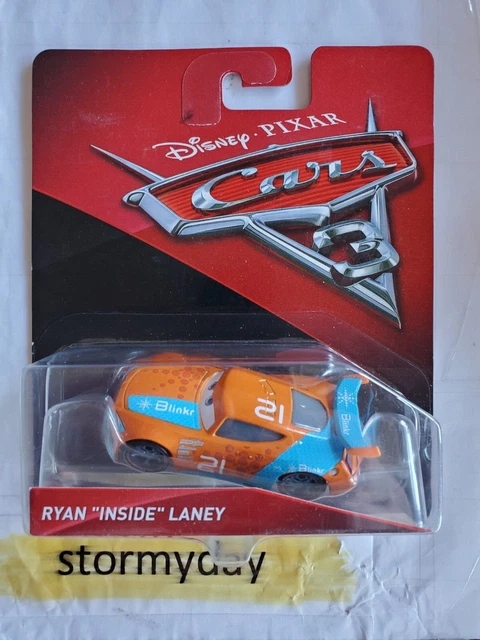 Disney · PIXAR
Cars
3
Blinkr
21
21
Blinkr
RYAN "INSIDE" LANEY
stormyday